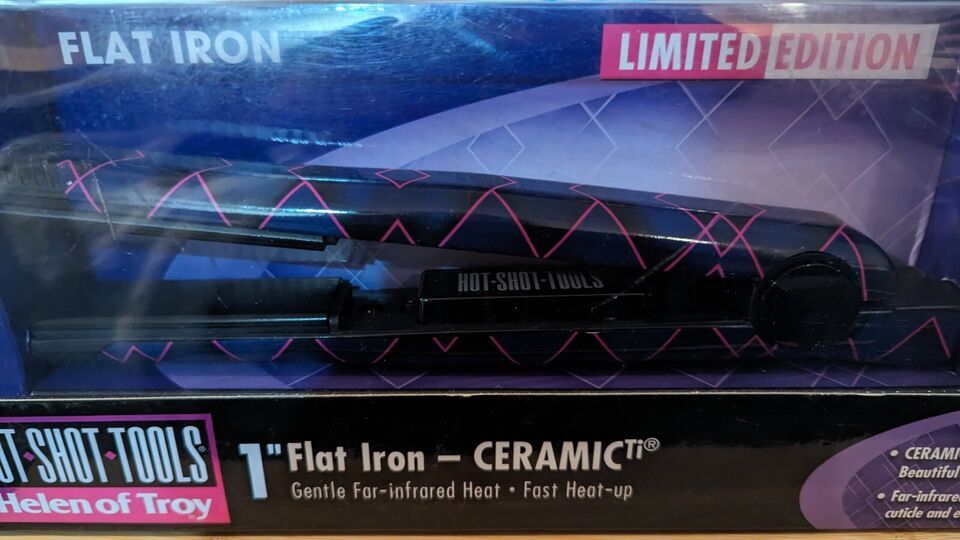 FLAT IRON
LIMITED EDITION
HOT•SHOT•TOOLS
OT•SHOT•TOOLS®
Helen of Troy
1" Flat Iron – CERAMICTi®
Gentle Far-infrared Heat • Fast Heat-up
• CERAMI
Beautiful
• Far-infrare
cuticle and e